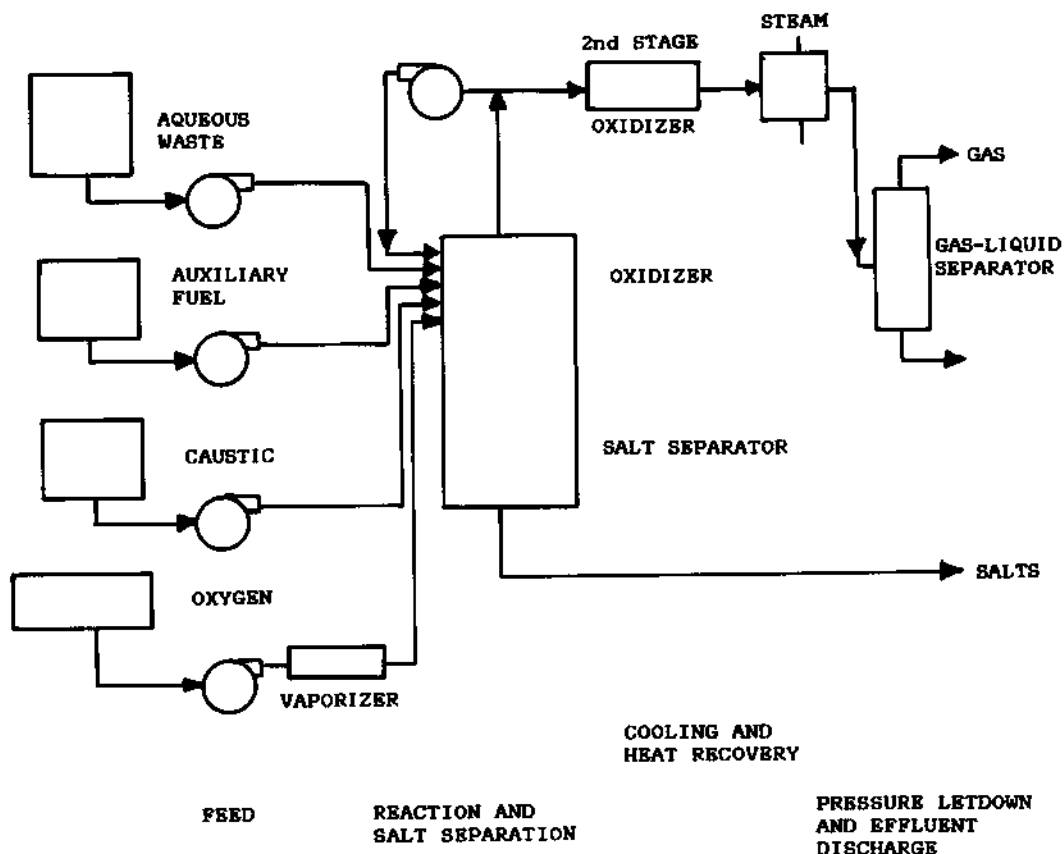 STEAM
2nd STAGE
OXIDIZER
AQUEOUS
WASTE
GAS
GAS-LIQUID
SEPARATOR
AUXILIARY
FUEL
OXIDIZER
CAUSTIC
SALT SEPARATOR
OXYGEN
SALTS
VAPORIZER
COOLING AND
HEAT RECOVERY
FEED
REACTION AND
SALT SEPARATION
PRESSURE LETDOWN
AND EFFLUENT
DISCHARGE